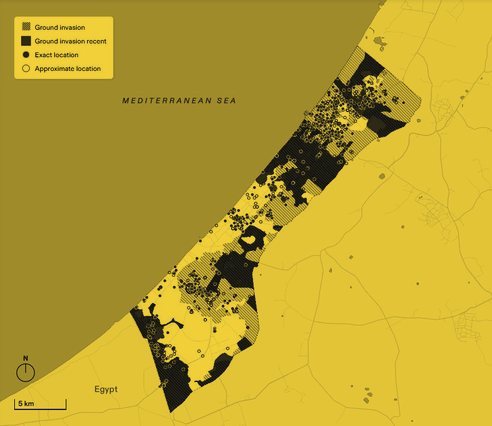 Ground invasion
Ground invasion recent
Exact location
Approximate location
MEDITERRANEAN SEA
N
Egypt
5 km